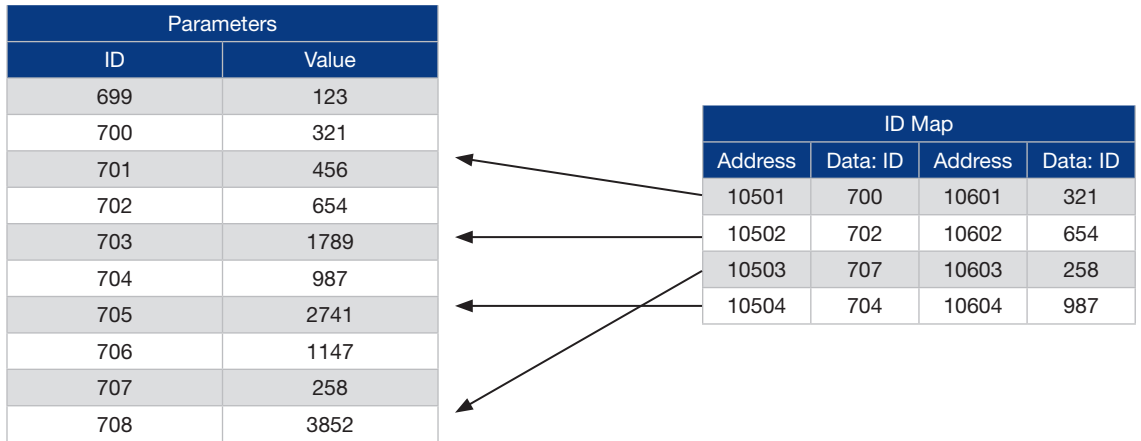 Parameters
ID Value
699 123
700 321
701 456
702 654
703 1789
704 987
705 2741
706 1147
707 258
708 3852
ID Map
Address Data: ID Address Data: ID
10501 700 10601 321
10502 702 10602 654
10503 707 10603 258
10504 704 10604 987